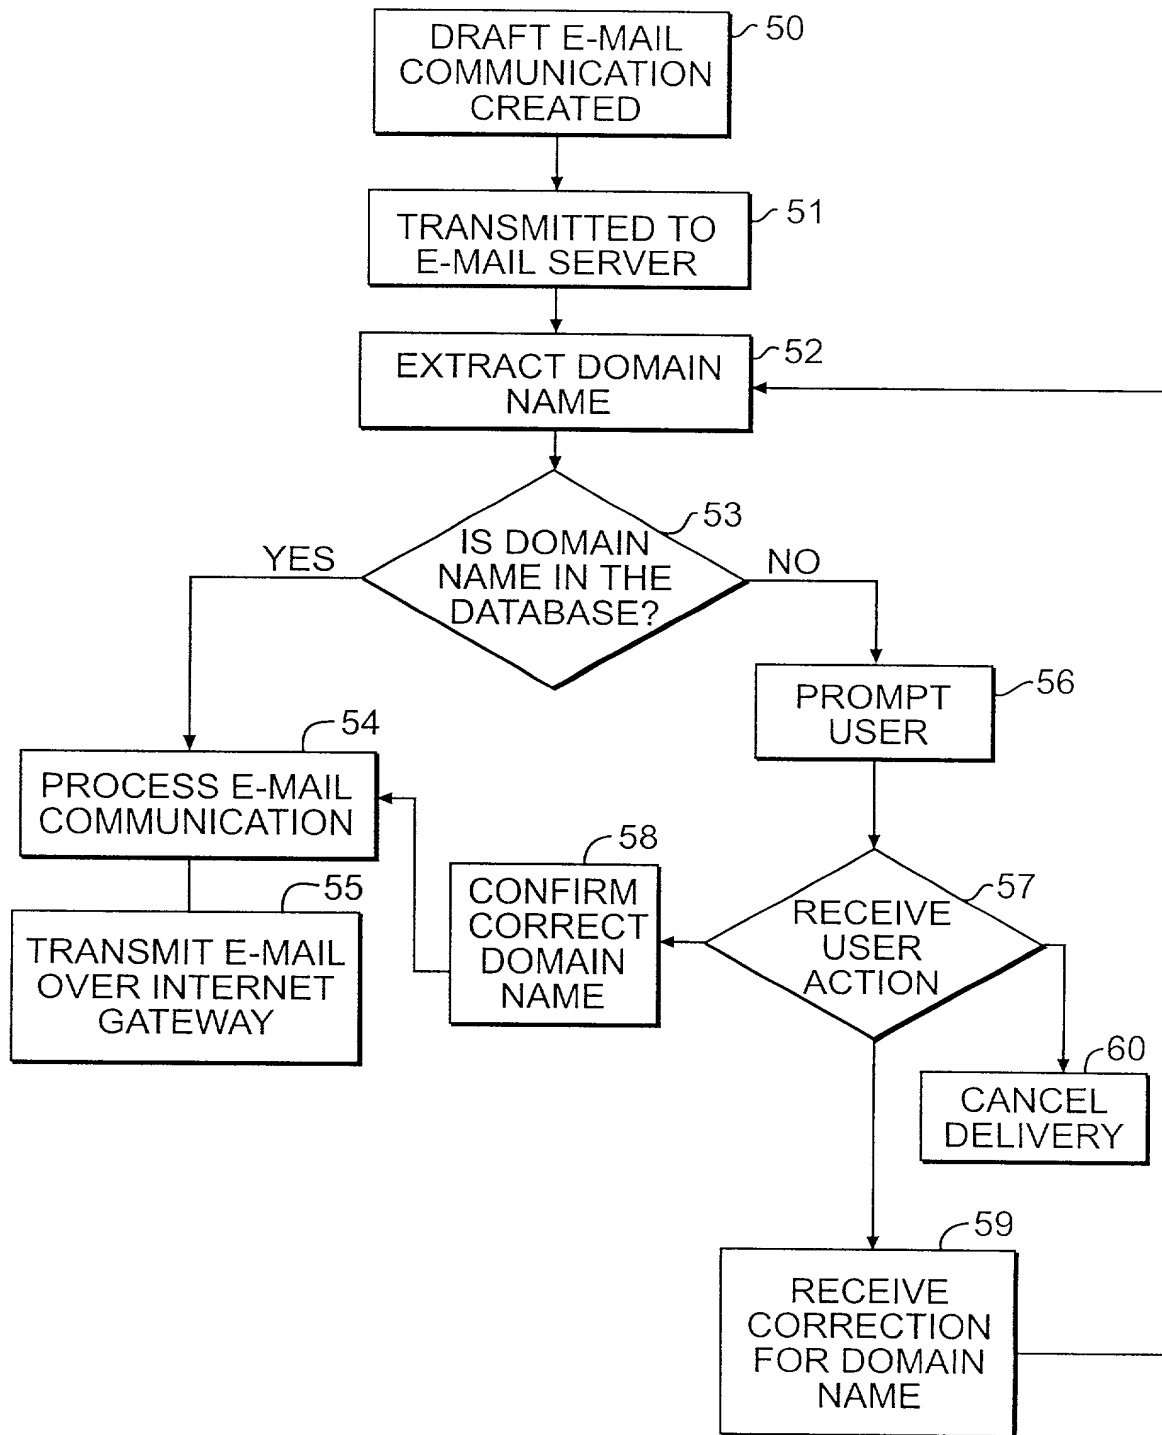 DRAFT E-MAIL
COMMUNICATION
CREATED
50
TRANSMITTED TO
E-MAIL SERVER
51
EXTRACT DOMAIN
NAME
52
IS DOMAIN
NAME IN THE
DATABASE?
53
YES
NO
PROMPT
USER
56
PROCESS E-MAIL
COMMUNICATION
54
TRANSMIT E-MAIL
OVER INTERNET
GATEWAY
55
CONFIRM
CORRECT
DOMAIN
NAME
58
RECEIVE
USER
ACTION
57
CANCEL
DELIVERY
60
RECEIVE
CORRECTION
FOR DOMAIN
NAME
59